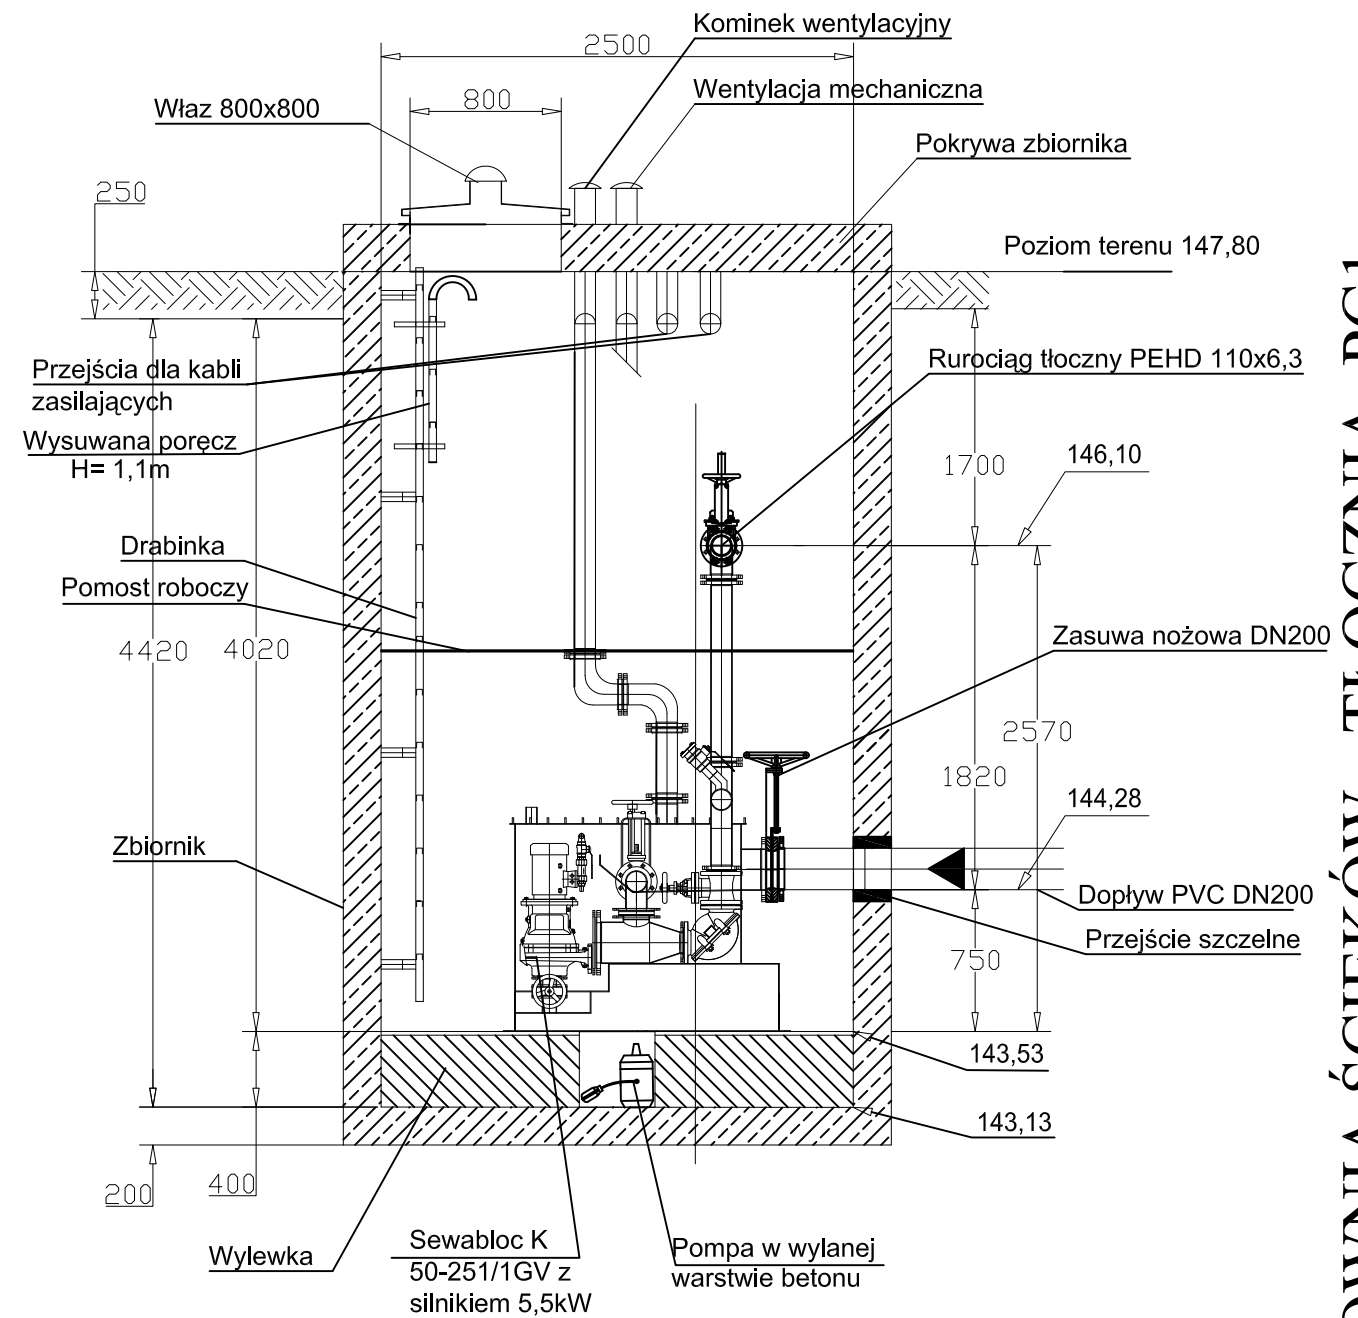 Kominek wentylacyjny
2500
Wentylacja mechaniczna
800
Właz 800x800
Pokrywa zbiornika
250
Poziom terenu 147,80
Przejścia dla kabli
zasilających
Rurociąg tłoczny PEHD 110x6,3
Wysuwana poręcz
H= 1,1m
1700
146,10
Drabinka
Pomost roboczy
4420
4020
Zasuwa nożowa DN200
2570
1820
144,28
Zbiornik
Dopływ PVC DN200
Przejście szczelne
750
143,53
143,13
200
400
Wylewka
Sewabloc K
50-251/1GV z
silnikiem 5,5kW
Pompa w wylanej
warstwie betonu
ŚCIEKÓW